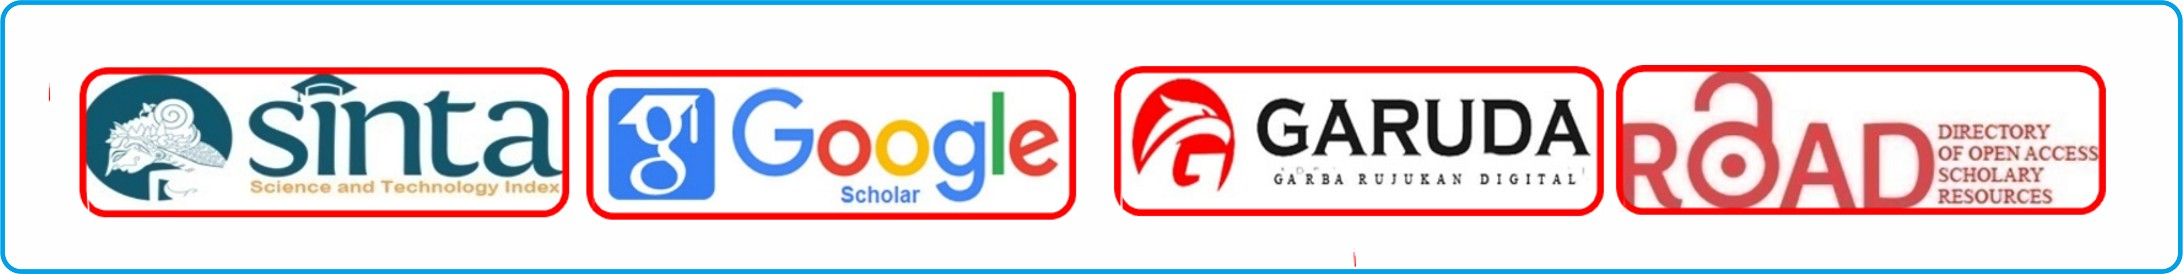 sinta
Science and Technology Index
Google
Scholar
GARUDA
GARBA RUJUKAN DIGITAL
ROAD
DIRECTORY
OF OPEN ACCESS
SCHOLARY
RESOURCES